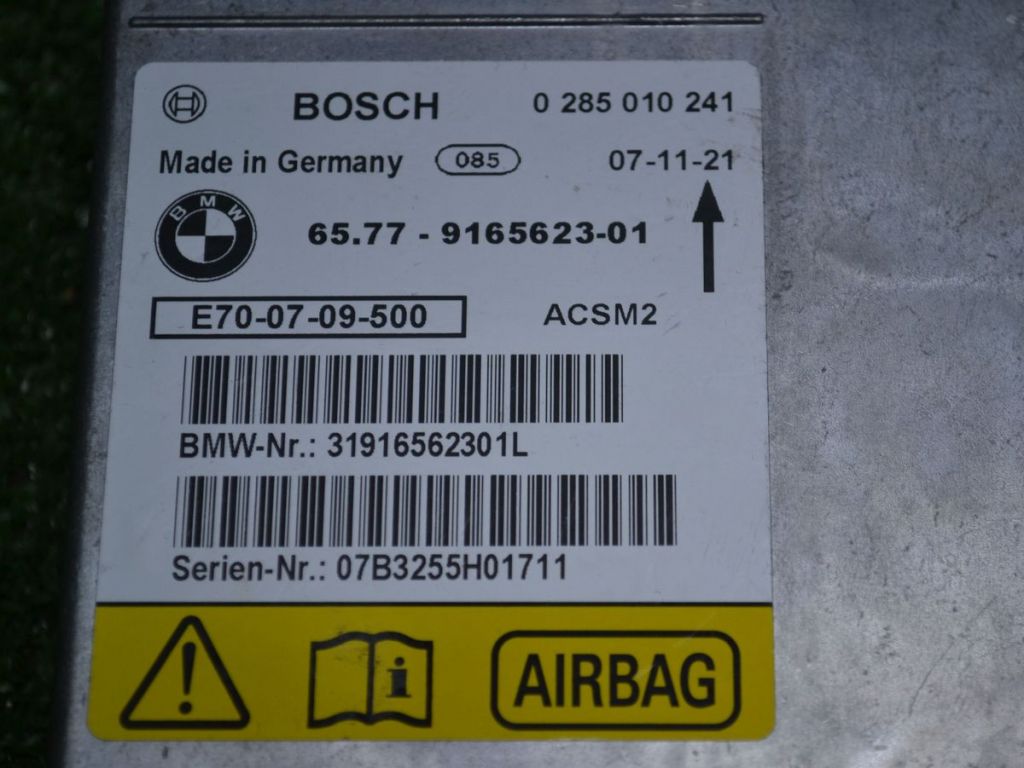 BOSCH 0 285 010 241
Made in Germany 085 07-11-21
BMW
65.77 - 9165623-01
E70-07-09-500 ACSM2
BMW-Nr.: 31916562301L
Serien-Nr.: 07B3255H01711
! i AIRBAG